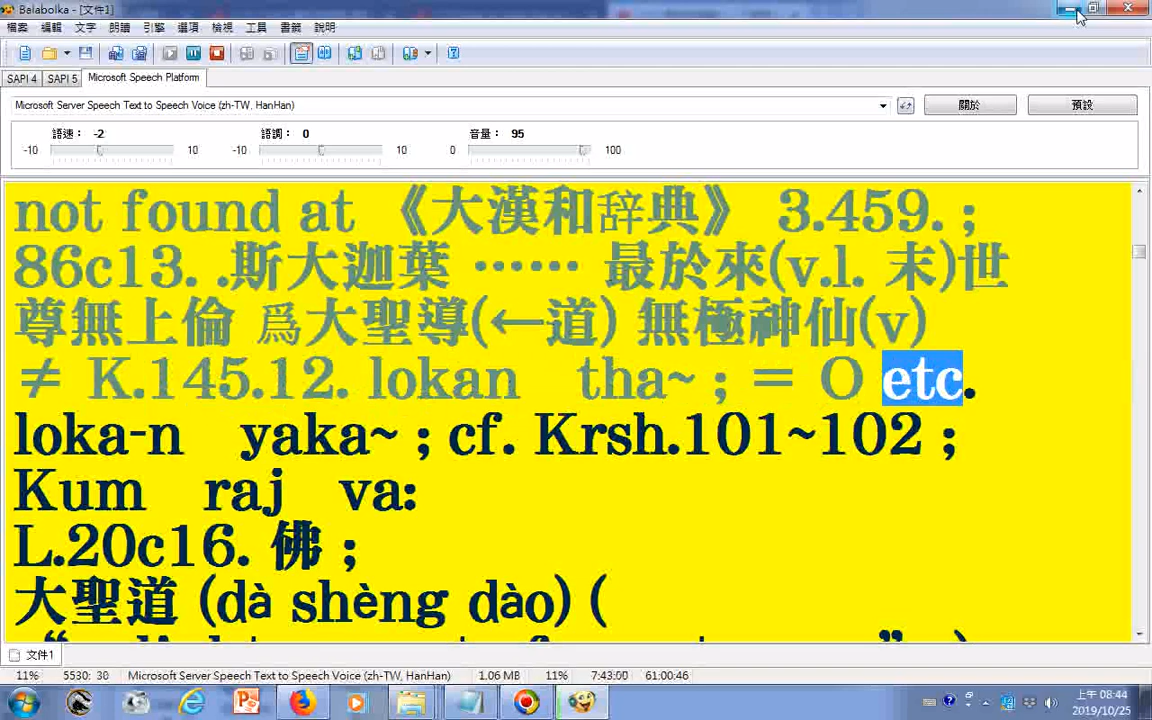 Balabolka - [文件1]
檔案 編輯 文字 朗讀 引擎 選項 檢視 工具 書籤 說明
SAPI 4 SAPI 5 Microsoft Speech Platform
Microsoft Server Speech Text to Speech Voice (zh-TW, HanHan) 關於 預設
語速： -2 語調： 0 音量： 95
-10 10 -10 10 0 100
not found at 《大漢和辞典》 3.459. ;
86c13. .斯大迦葉 …… 最於來(v.l. 末)世
尊無上倫 爲大聖導(←道) 無極神仙(v)
≠ K.145.12. lokan tha~ ; = O etc.
loka-n yaka~ ; cf. Krsh.101~102 ;
Kum raj va:
L.20c16. 佛 ;
大聖道 (dà shèng dào) (
文件1
11% 5530: 30 Microsoft Server Speech Text to Speech Voice (zh-TW, HanHan) 1.06 MB 11% 7:43:00 61:00:46
上午 08:44
2019/10/25